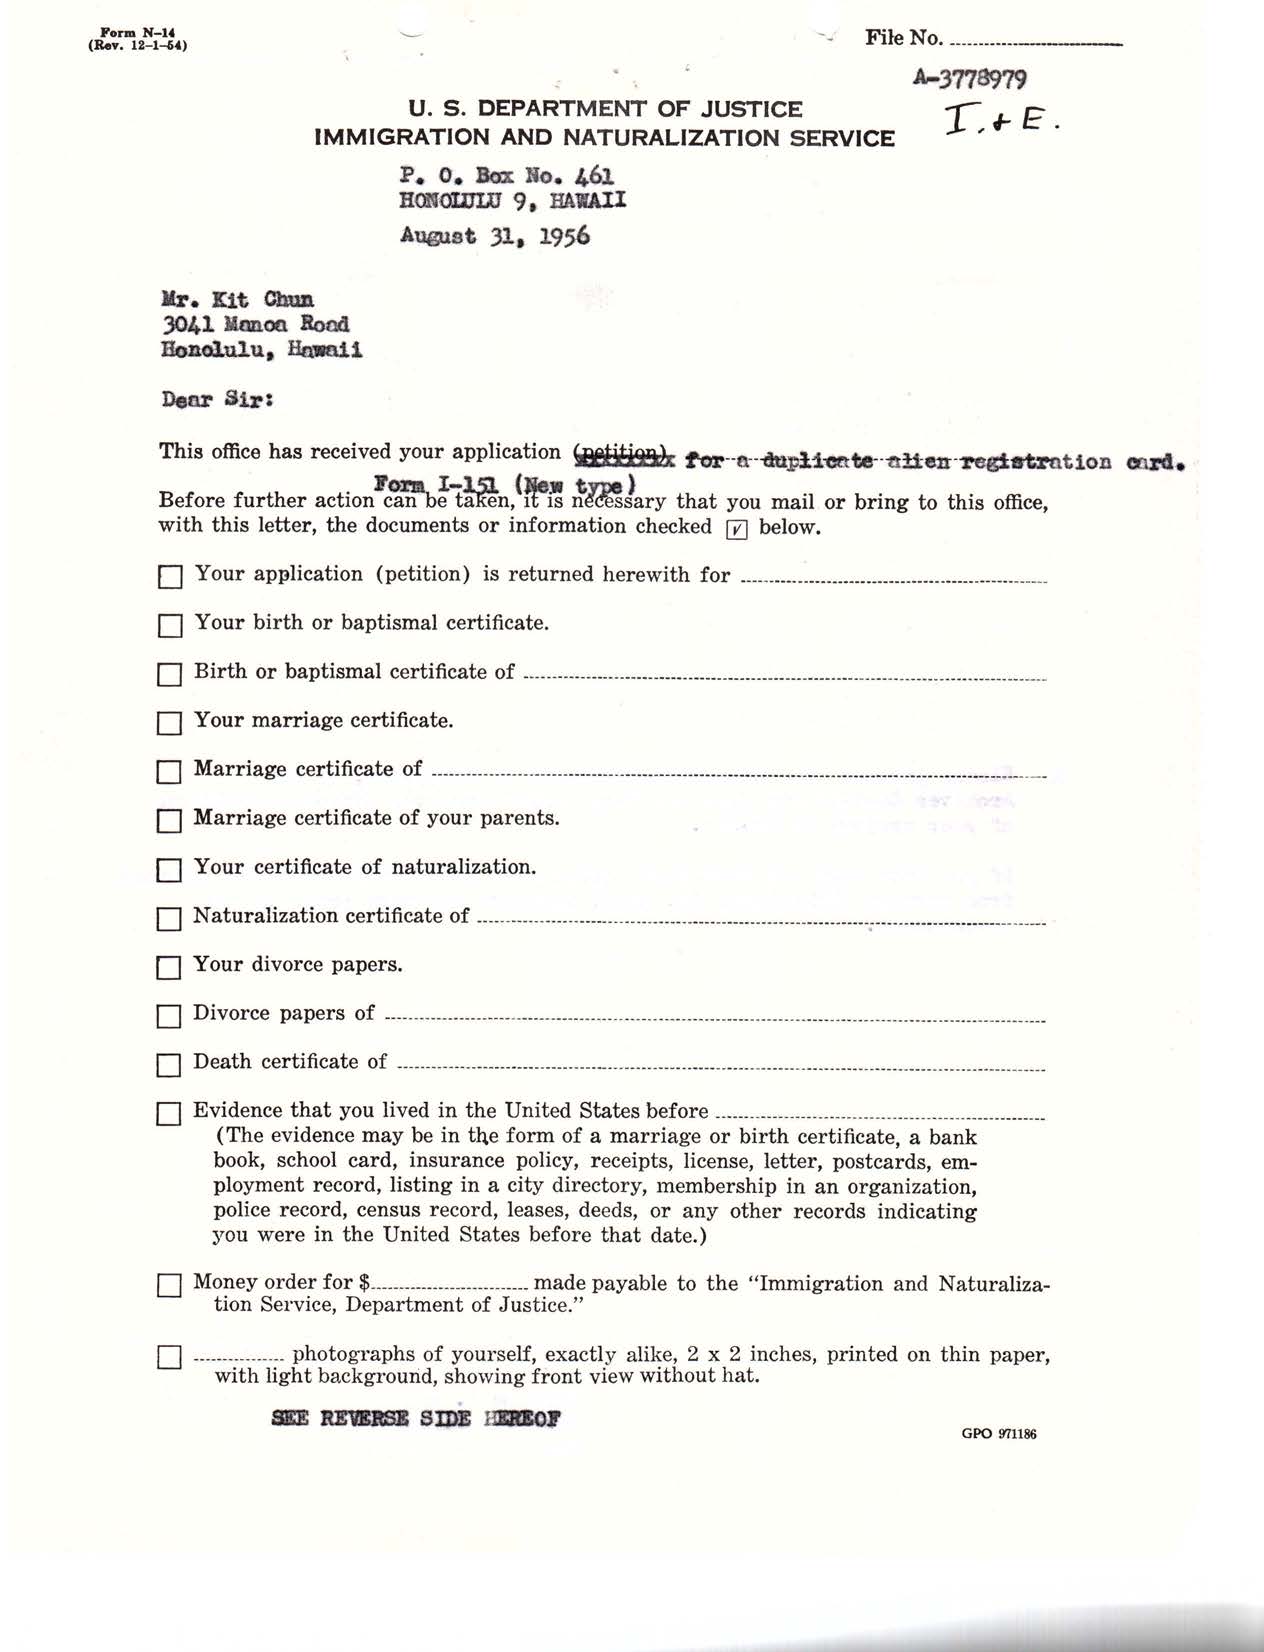 Form N-14
(Rev. 12-1-54)
File No.
A-3778979
I. + E.
U. S. DEPARTMENT OF JUSTICE
IMMIGRATION AND NATURALIZATION SERVICE
P. O. Box No. 461
HONOLULU 9, HAWAII
August 31, 1956
Mr. Kit Chun
3041 Manoa Road
Honolulu, Hawaii
Dear Sir:
This office has received your application (petition) for a duplicate alien registration card.
Form I-151 (New type)
Before further action can be taken, it is necessary that you mail or bring to this office,
with this letter, the documents or information checked ☑ below.
☐ Your application (petition) is returned herewith for
☐ Your birth or baptismal certificate.
☐ Birth or baptismal certificate of
☐ Your marriage certificate.
☐ Marriage certificate of
☐ Marriage certificate of your parents.
☐ Your certificate of naturalization.
☐ Naturalization certificate of
☐ Your divorce papers.
☐ Divorce papers of
☐ Death certificate of
☐ Evidence that you lived in the United States before
(The evidence may be in the form of a marriage or birth certificate, a bank
book, school card, insurance policy, receipts, license, letter, postcards, em-
ployment record, listing in a city directory, membership in an organization,
police record, census record, leases, deeds, or any other records indicating
you were in the United States before that date.)
☐ Money order for $ made payable to the “Immigration and Naturaliza-
tion Service, Department of Justice.”
☐ photographs of yourself, exactly alike, 2 x 2 inches, printed on thin paper,
with light background, showing front view without hat.
SEE REVERSE SIDE HEREOF
GPO 971186